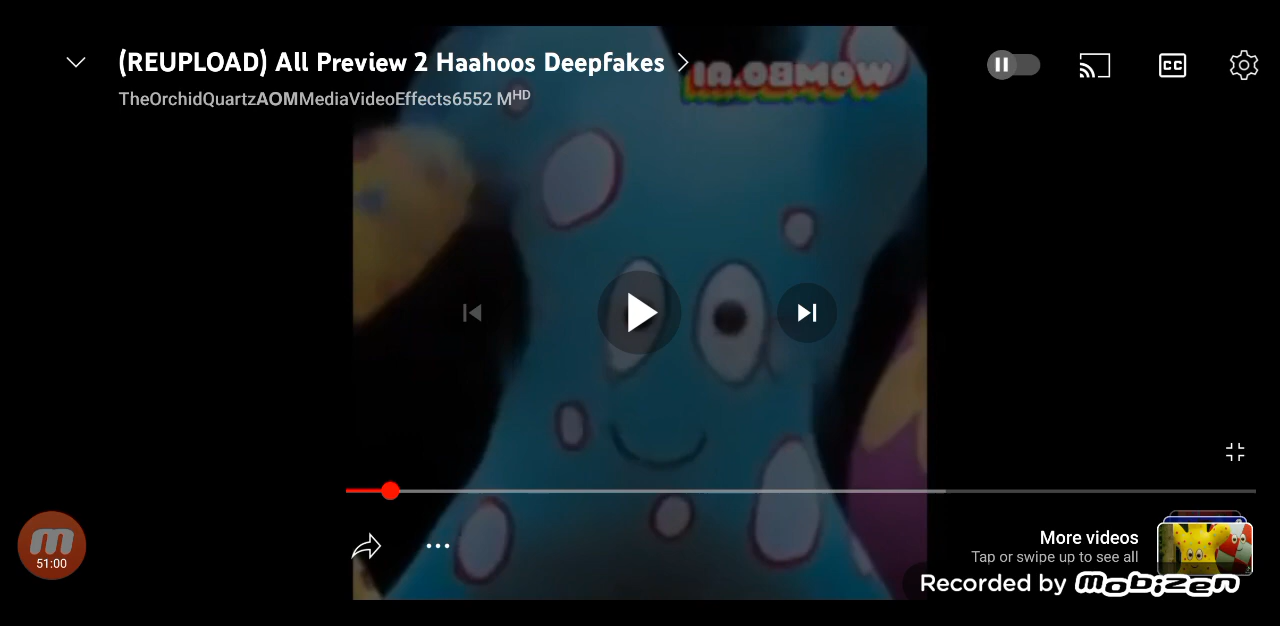 (REUPLOAD) All Preview 2 Haahoos Deepfakes
TheOrchidQuartzAOMMediaVideoEffects6552 M HD
WOMBO.AI
CC
More videos
Tap or swipe up to see all
m
51:00
Recorded by mobizen